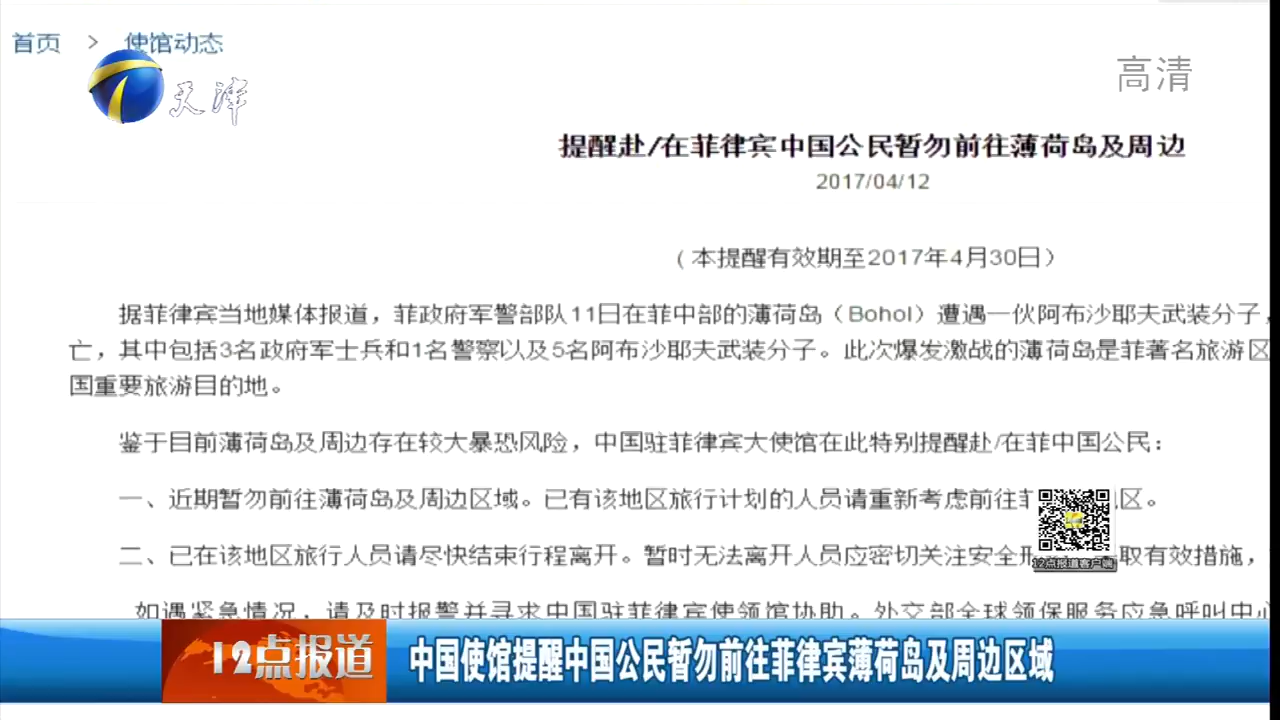 首页 > 使馆动态
天津
高清
提醒赴/在菲律宾中国公民暂勿前往薄荷岛及周边
2017/04/12
（本提醒有效期至2017年4月30日）
据菲律宾当地媒体报道，菲政府军警部队11日在菲中部的薄荷岛（Bohol）遭遇一伙阿布沙耶夫武装分子，
亡，其中包括3名政府军士兵和1名警察以及5名阿布沙耶夫武装分子。此次爆发激战的薄荷岛是菲著名旅游区
国重要旅游目的地。
鉴于目前薄荷岛及周边存在较大暴恐风险，中国驻菲律宾大使馆在此特别提醒赴/在菲中国公民：
一、近期暂勿前往薄荷岛及周边区域。已有该地区旅行计划的人员请重新考虑前往菲 区。
二、已在该地区旅行人员请尽快结束行程离开。暂时无法离开人员应密切关注安全形 取有效措施，
12点报道客户端
如遇紧急情况，请及时报警并寻求中国驻菲律宾使领馆协助。外交部全球领保服务应急呼叫中心
12点报道
中国使馆提醒中国公民暂勿前往菲律宾薄荷岛及周边区域